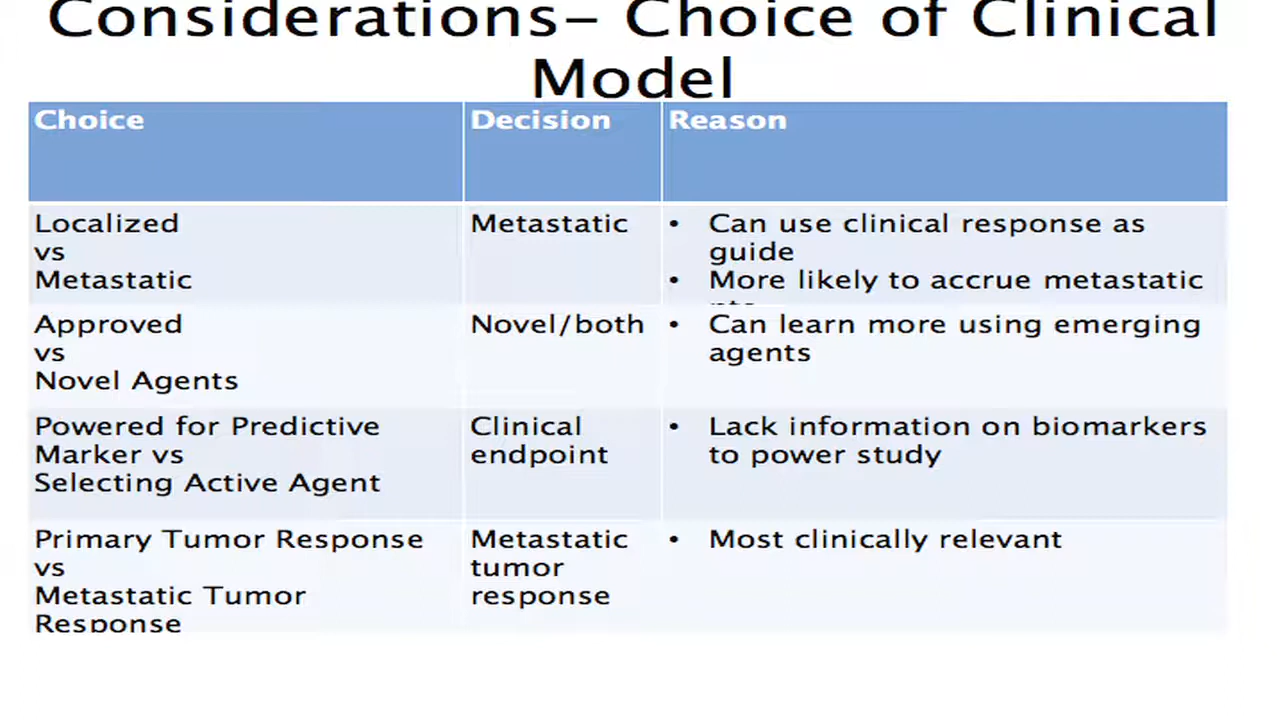 Considerations– Choice of Clinical
Model
Choice Decision Reason
Localized
vs
Metastatic
Metastatic
• Can use clinical response as
guide
• More likely to accrue metastatic
Approved
vs
Novel Agents
Novel/both
• Can learn more using emerging
agents
Powered for Predictive
Marker vs
Selecting Active Agent
Clinical
endpoint
• Lack information on biomarkers
to power study
Primary Tumor Response
vs
Metastatic Tumor
Response
Metastatic
tumor
response
• Most clinically relevant